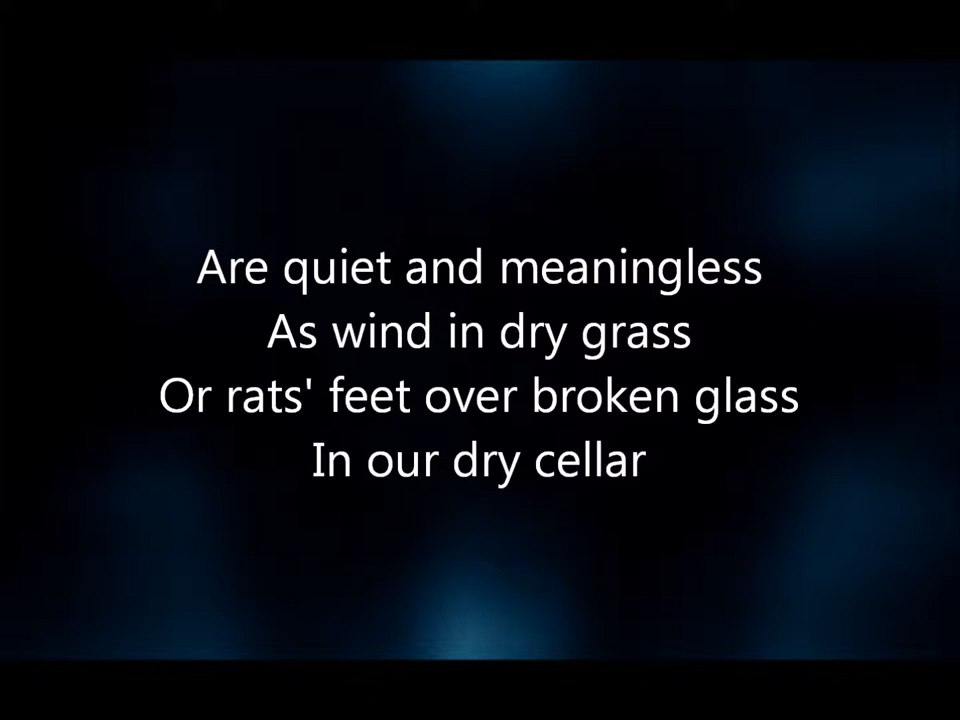 Are quiet and meaningless
As wind in dry grass
Or rats' feet over broken glass
In our dry cellar